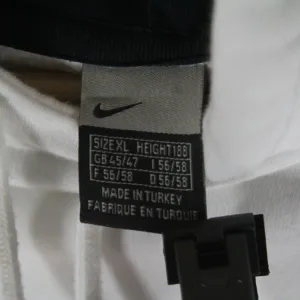 SIZE XL HEIGHT 188
GB 45/47 I 56/58
F 56/58 D 56/58
MADE IN TURKEY
FABRIQUE EN TURQUIE